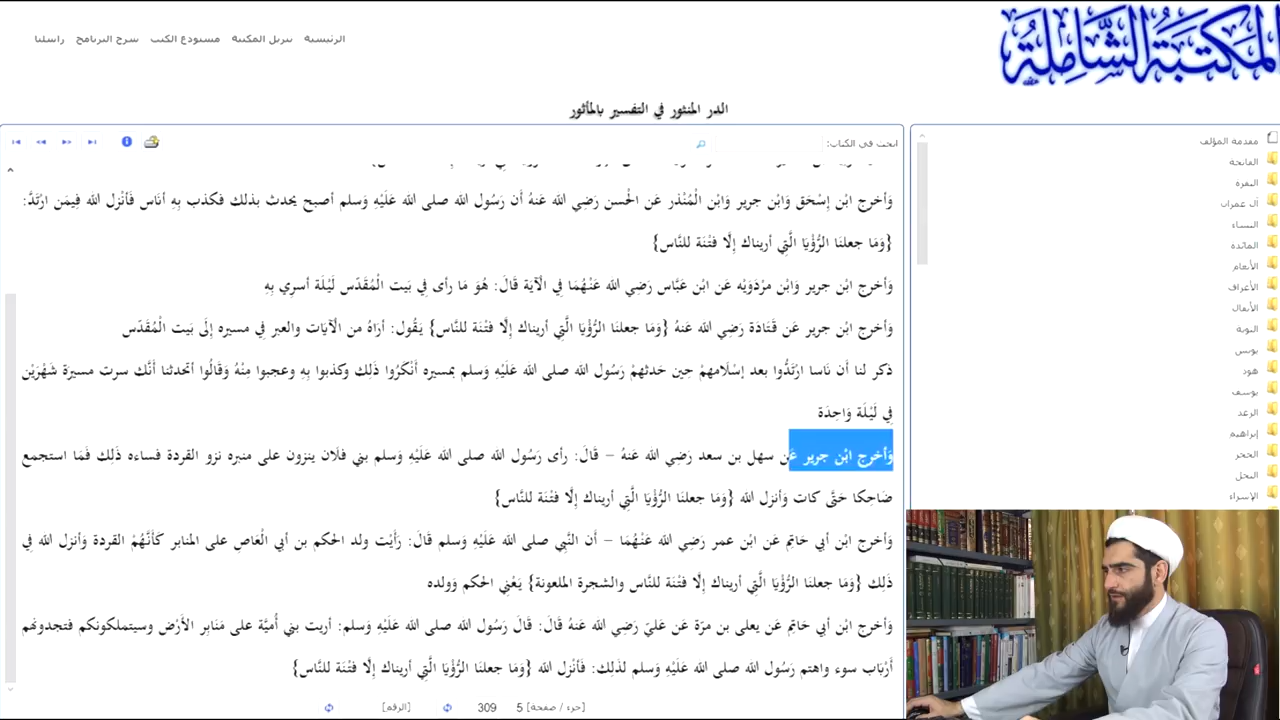 المكتبة الشاملة
الرئيسية تنزيل المكتبة مستودع الكتب شرح البرنامج راسلنا
الدر المنثور في التفسير بالمأثور
ابحث في الكتاب:
وَأخرج ابْن إِسْحَق وَابْن جرير وَابْن الْمُنْذر عَن الْحسن رَضِي الله عَنهُ أَن رَسُول الله صلى الله عَلَيْهِ وَسلم أصبح يحدث بذلك فكذب بِهِ أنَاس فَأنْزل الله فِيمَن ارْتَدَّ:
{وَمَا جعلنَا الرُّؤْيَا الَّتِي أريناك إِلَّا فتْنَة للنَّاس}
وَأخرج ابْن جرير وَابْن مرْدَوَيْه عَن ابْن عَبَّاس رَضِي الله عَنْهُمَا فِي الْآيَة قَالَ: هُوَ مَا رأى فِي بَيت الْمُقَدّس لَيْلَة أسرِي بِهِ
وَأخرج ابْن جرير عَن قَتَادَة رَضِي الله عَنهُ {وَمَا جعلنَا الرُّؤْيَا الَّتِي أريناك إِلَّا فتْنَة للنَّاس} يَقُول: أرَاهُ من الْآيَات والعبر فِي مسيره إِلَى بَيت الْمُقَدّس
ذكر لنا أَن نَاسا ارْتَدُّوا بعد إسْلَامهمْ حِين حَدثهمْ رَسُول الله صلى الله عَلَيْهِ وَسلم بمسيره أَنْكَرُوا ذَلِك وكذبوا بِهِ وعجبوا مِنْهُ وَقَالُوا أتحدثنا أَنَّك سرت مسيرَة شَهْرَيْن
فِي لَيْلَة وَاحِدَة
وَأخرج ابْن جرير عَن سهل بن سعد رَضِي الله عَنهُ – قَالَ: رأى رَسُول الله صلى الله عَلَيْهِ وَسلم بني فلَان ينزون على منبره نزو القردة فساءه ذَلِك فَمَا استجمع
ضَاحِكا حَتَّى كات وَأنزل الله {وَمَا جعلنَا الرُّؤْيَا الَّتِي أريناك إِلَّا فتْنَة للنَّاس}
وَأخرج ابْن أبي حَاتِم عَن ابْن عمر رَضِي الله عَنْهُمَا – أَن النَّبِي صلى الله عَلَيْهِ وَسلم قَالَ: رَأَيْت ولد الحكم بن أبي الْعَاصِ على المنابر كَأَنَّهُمْ القردة وَأنزل الله فِي
ذَلِك {وَمَا جعلنَا الرُّؤْيَا الَّتِي أريناك إِلَّا فتْنَة للنَّاس والشجرة الملعونة} يَعْنِي الحكم وَولده
وَأخرج ابْن أبي حَاتِم عَن يعلى بن مرّة عَن عَليّ رَضِي الله عَنهُ قَالَ: قَالَ رَسُول الله صلى الله عَلَيْهِ وَسلم: أريت بني أُميَّة على مَنَابِر الأَرْض وسيتملكونكم فتجدونهم
أَرْبَاب سوء واهتم رَسُول الله صلى الله عَلَيْهِ وَسلم لذَلِك: فَأنْزل الله {وَمَا جعلنَا الرُّؤْيَا الَّتِي أريناك إِلَّا فتْنَة للنَّاس}
[جزء / صفحة] 5 309 [الرقم]
مقدمة المؤلف
الفاتحة
البقرة
آل عمران
النساء
المائدة
الأنعام
الأعراف
الأنفال
التوبة
يونس
هود
يوسف
الرعد
إبراهيم
الحجر
النحل
الإسراء